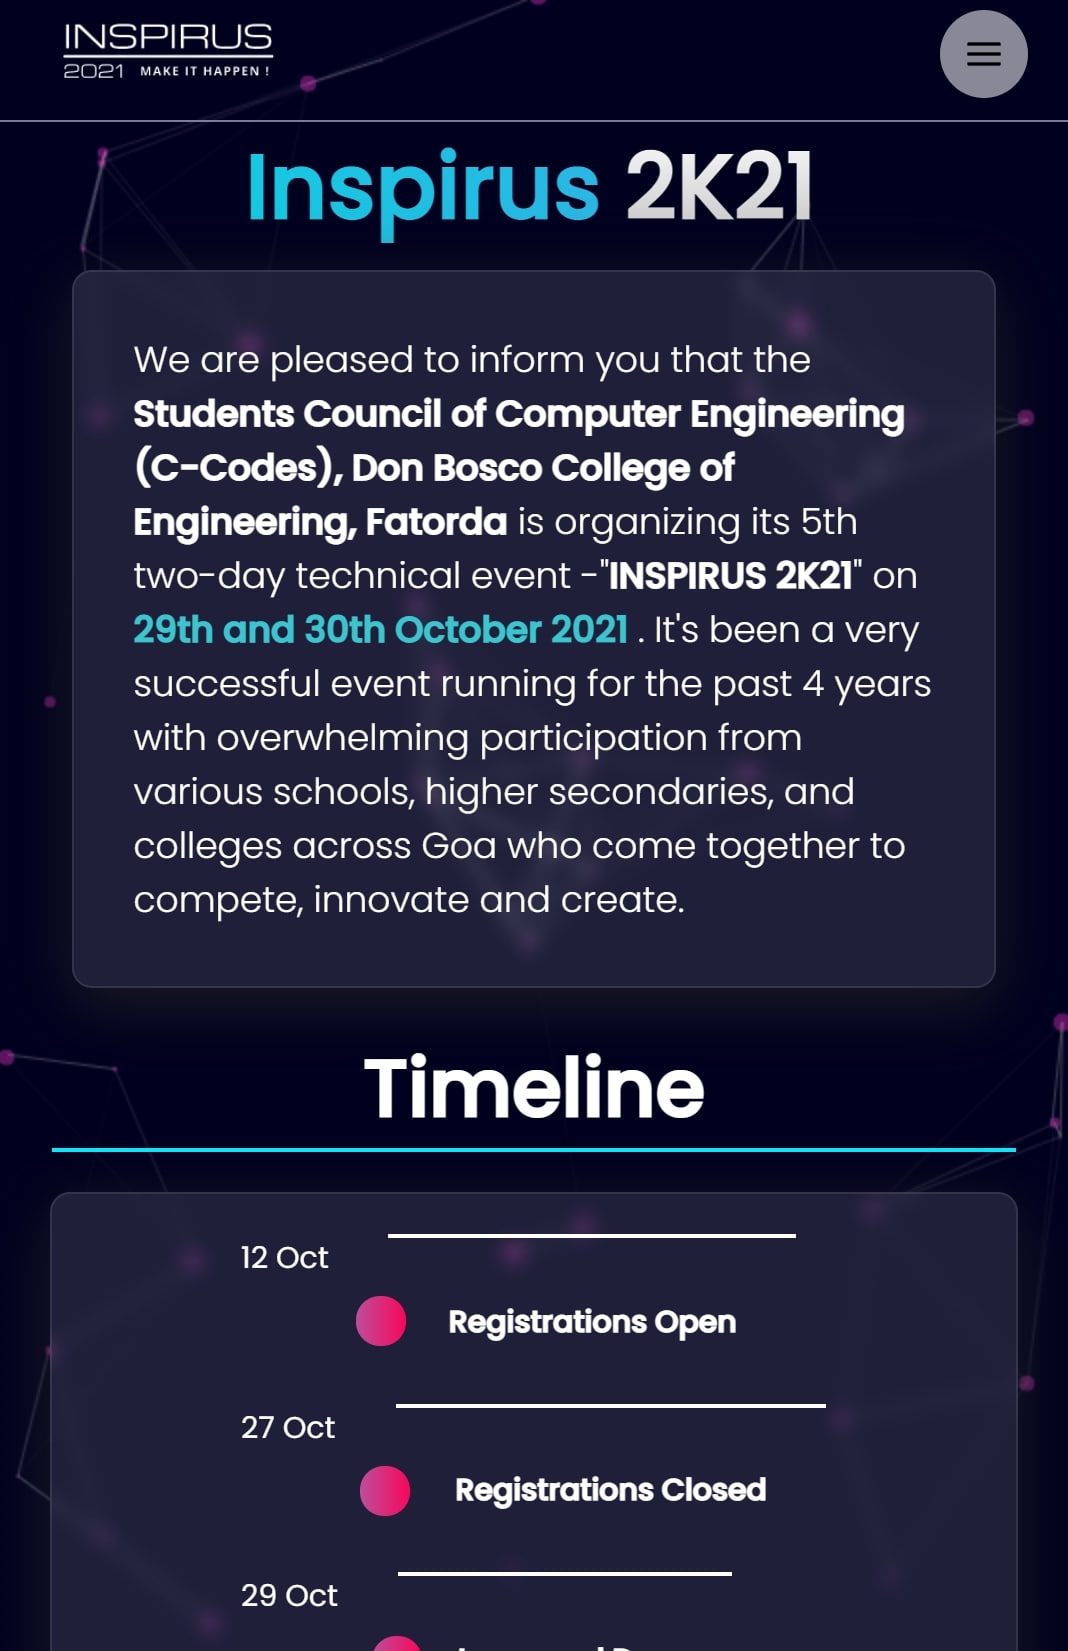 INSPIRUS
2021 MAKE IT HAPPEN !
Inspirus 2K21
We are pleased to inform you that the
Students Council of Computer Engineering
(C-Codes), Don Bosco College of
Engineering, Fatorda is organizing its 5th
two-day technical event -"INSPIRUS 2K21" on
29th and 30th October 2021 . It's been a very
successful event running for the past 4 years
with overwhelming participation from
various schools, higher secondaries, and
colleges across Goa who come together to
compete, innovate and create.
Timeline
12 Oct
Registrations Open
27 Oct
Registrations Closed
29 Oct